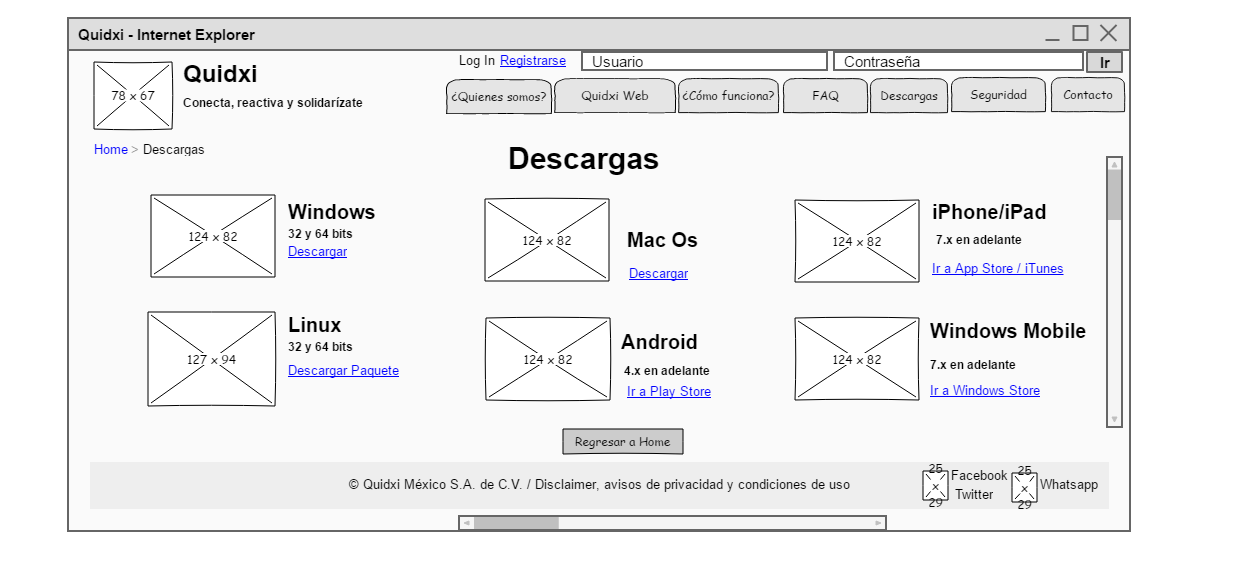 Quidxi - Internet Explorer
Log In Registrarse Usuario Contraseña Ir
78 x 67
Quidxi
Conecta, reactiva y solidarízate
¿Quienes somos? Quidxi Web ¿Cómo funciona? FAQ Descargas Seguridad Contacto
Home > Descargas
Descargas
124 x 82
Windows
32 y 64 bits
Descargar
124 x 82
Mac Os
Descargar
124 x 82
iPhone/iPad
7.x en adelante
Ir a App Store / iTunes
127 x 94
Linux
32 y 64 bits
Descargar Paquete
124 x 82
Android
4.x en adelante
Ir a Play Store
124 x 82
Windows Mobile
7.x en adelante
Ir a Windows Store
Regresar a Home
© Quidxi México S.A. de C.V. / Disclaimer, avisos de privacidad y condiciones de uso
25
x
29
Facebook
Twitter
25
x
29
Whatsapp